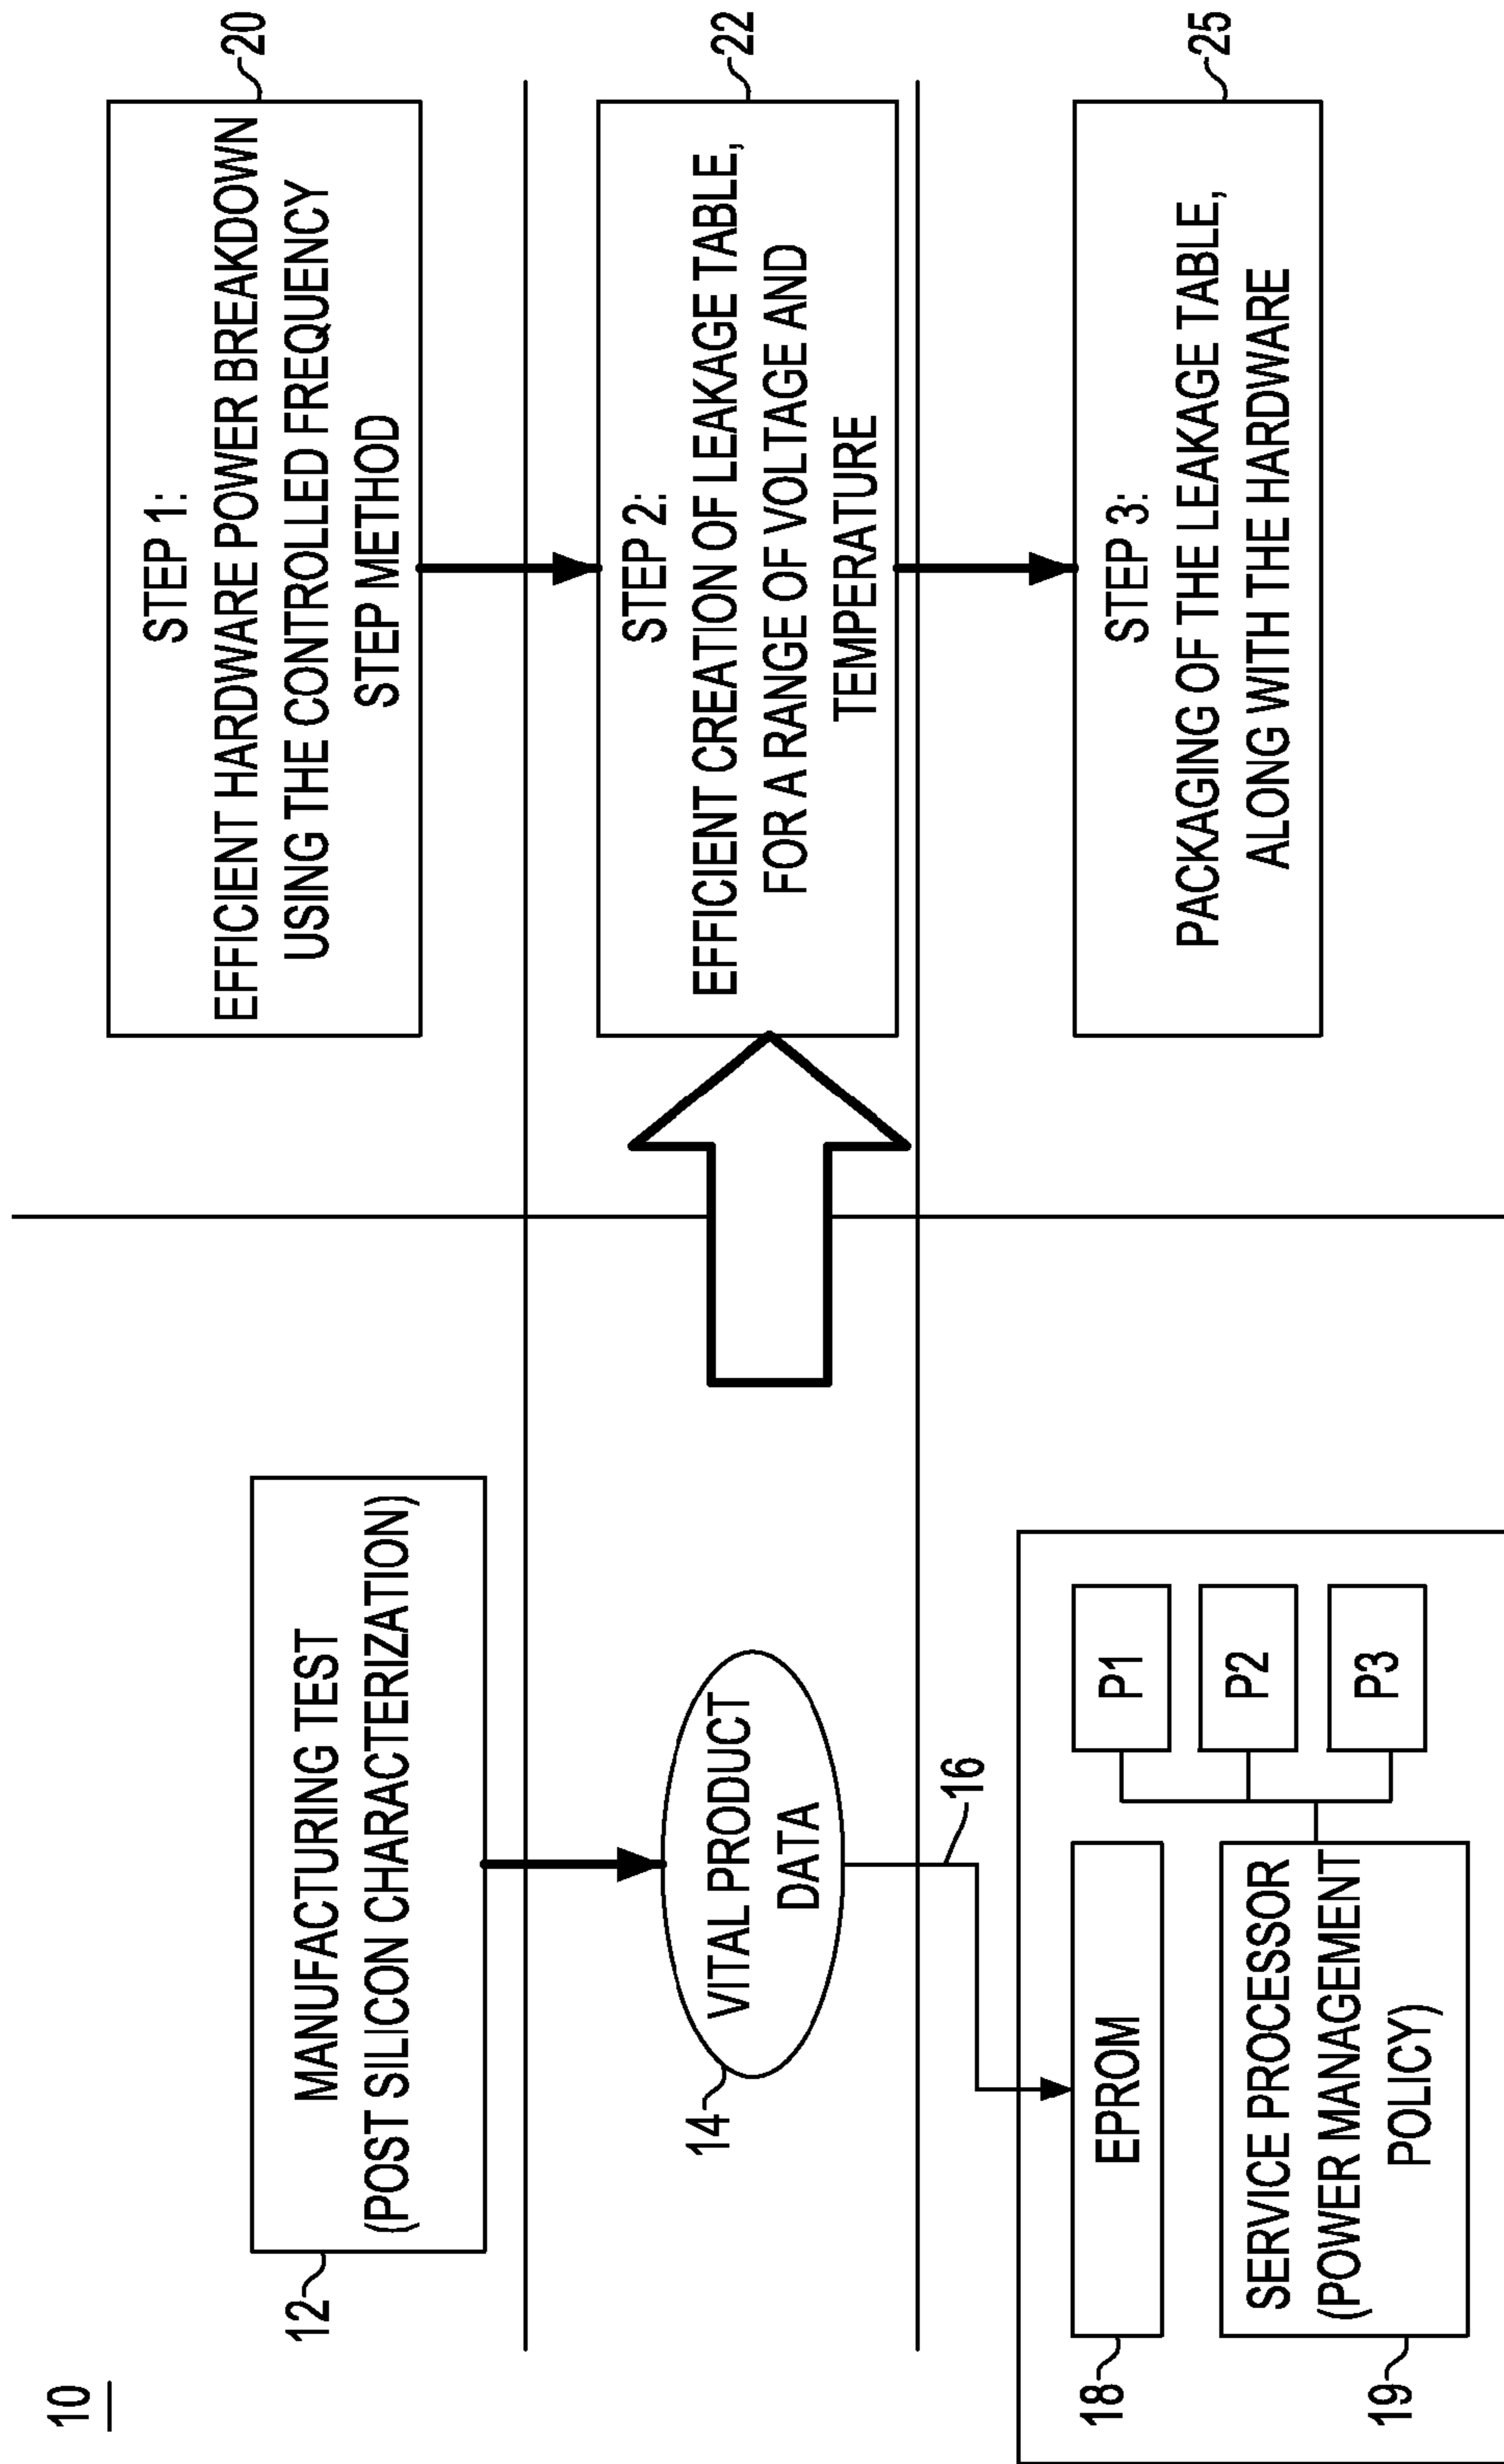 10
12
MANUFACTURING TEST
(POST SILICON CHARACTERIZATION)
14
VITAL PRODUCT
DATA
16
18
EPROM
19
SERVICE PROCESSOR
(POWER MANAGEMENT
POLICY)
P1
P2
P3
STEP 1:
EFFICIENT HARDWARE POWER BREAKDOWN
USING THE CONTROLLED FREQUENCY
STEP METHOD
20
STEP 2:
EFFICIENT CREATION OF LEAKAGE TABLE,
FOR A RANGE OF VOLTAGE AND
TEMPERATURE
22
STEP 3:
PACKAGING OF THE LEAKAGE TABLE,
ALONG WITH THE HARDWARE
25